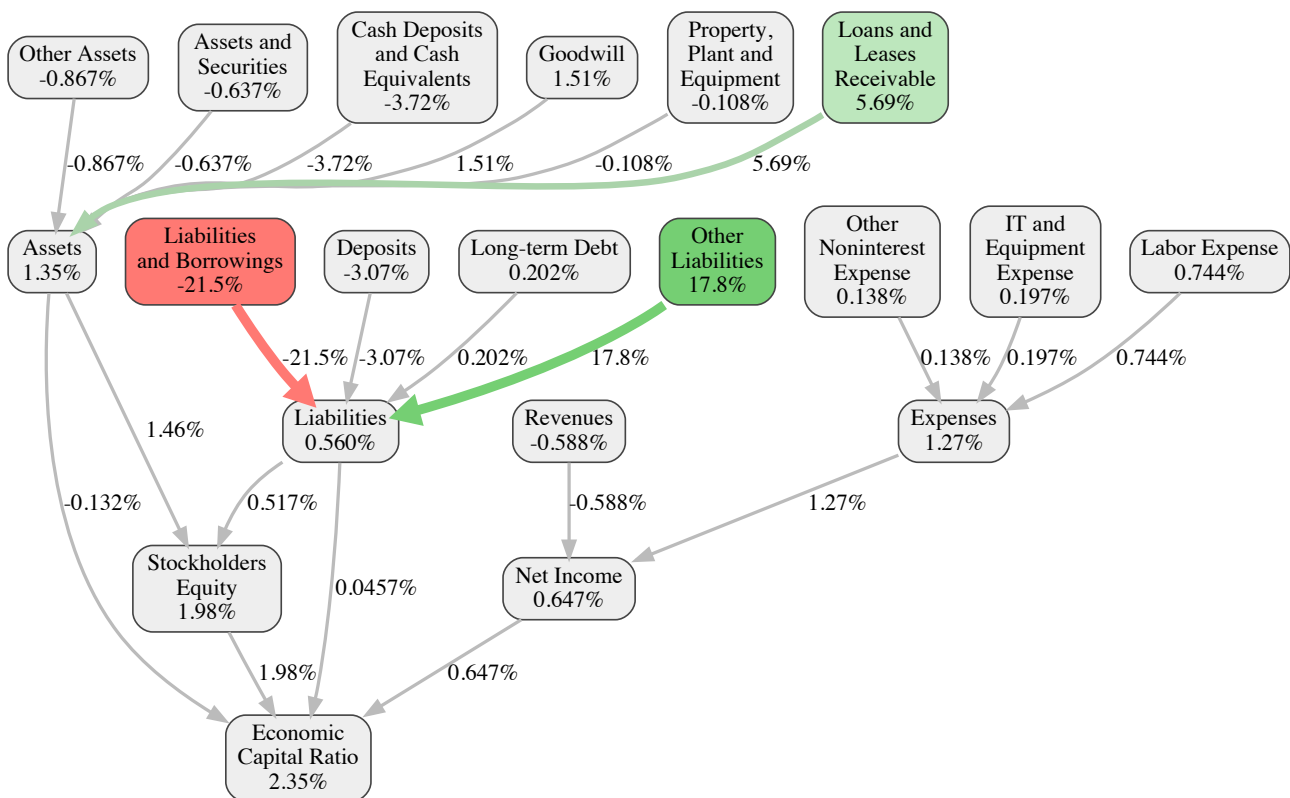 Other Assets
-0.867%
Assets and
Securities
-0.637%
Cash Deposits
and Cash
Equivalents
-3.72%
Goodwill
1.51%
Property,
Plant and
Equipment
-0.108%
Loans and
Leases
Receivable
5.69%
-0.867%
-0.637%
-3.72%
1.51%
-0.108%
5.69%
Assets
1.35%
Liabilities
and Borrowings
-21.5%
Deposits
-3.07%
Long-term Debt
0.202%
Other
Liabilities
17.8%
Other
Noninterest
Expense
0.138%
IT and
Equipment
Expense
0.197%
Labor Expense
0.744%
-21.5%
-3.07%
0.202%
17.8%
0.138%
0.197%
0.744%
1.46%
Liabilities
0.560%
Revenues
-0.588%
Expenses
1.27%
-0.132%
0.517%
-0.588%
1.27%
Stockholders
Equity
1.98%
0.0457%
Net Income
0.647%
1.98%
0.647%
Economic
Capital Ratio
2.35%